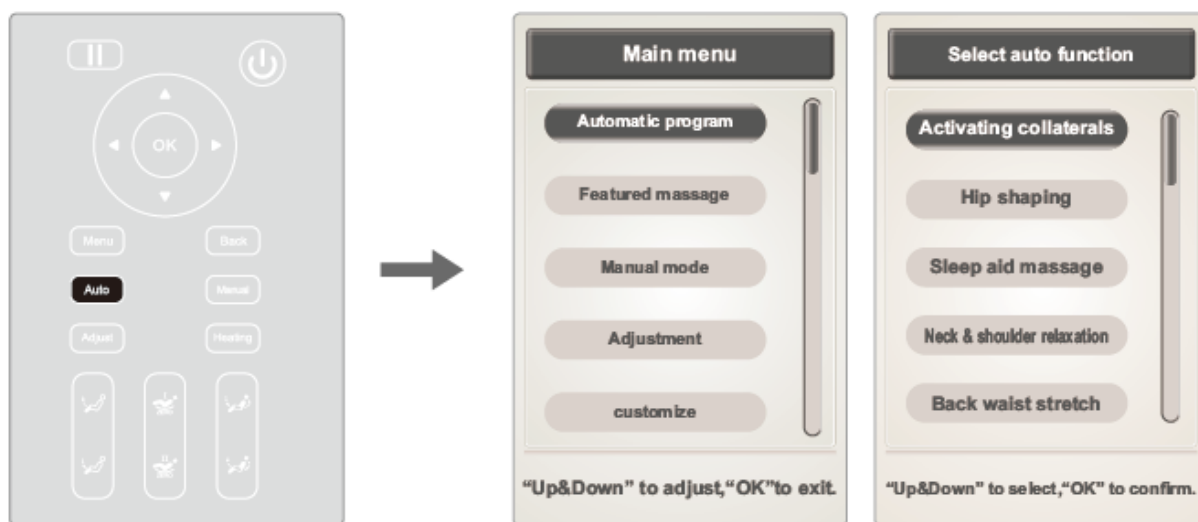 OK
Menu
Back
Auto
Manual
Adjust
Heating
Main menu
Automatic program
Featured massage
Manual mode
Adjustment
customize
“Up&Down” to adjust,“OK”to exit.
Select auto function
Activating collaterals
Hip shaping
Sleep aid massage
Neck & shoulder relaxation
Back waist stretch
“Up&Down” to select,“OK” to confirm.